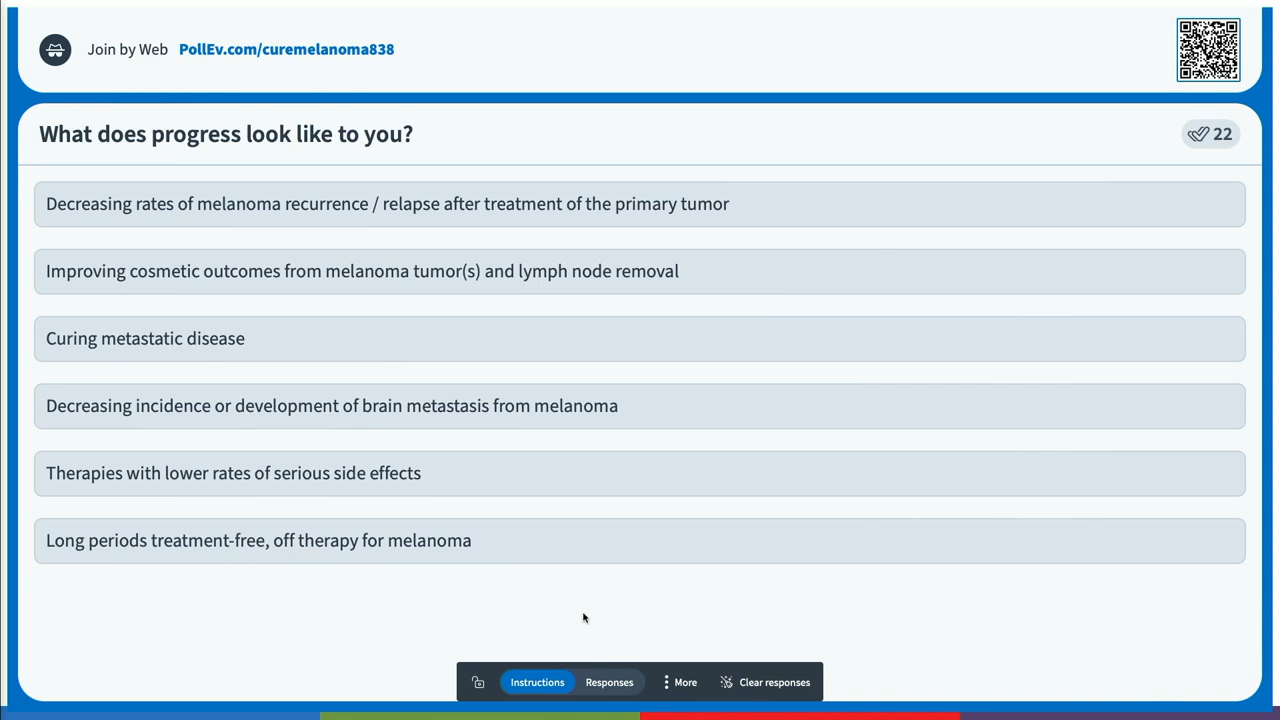 Join by Web PollEv.com/curemelanoma838
What does progress look like to you?
22
Decreasing rates of melanoma recurrence / relapse after treatment of the primary tumor
Improving cosmetic outcomes from melanoma tumor(s) and lymph node removal
Curing metastatic disease
Decreasing incidence or development of brain metastasis from melanoma
Therapies with lower rates of serious side effects
Long periods treatment-free, off therapy for melanoma
Instructions Responses More Clear responses